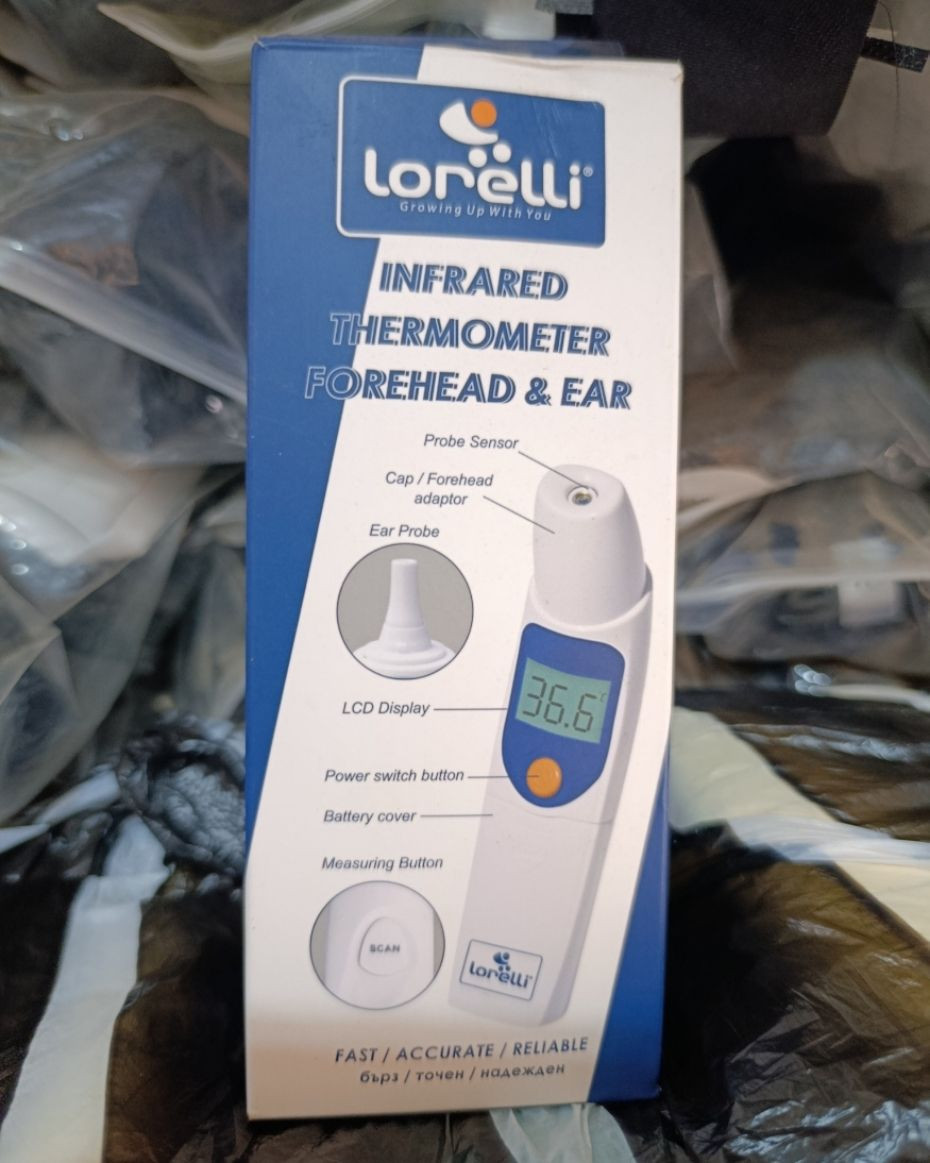 Lorelli®
Growing Up With You
INFRARED
THERMOMETER
FOREHEAD & EAR
Probe Sensor
Cap / Forehead
adaptor
Ear Probe
36.6°C
LCD Display
Power switch button
Battery cover
Measuring Button
SCAN
lorelli®
FAST / ACCURATE / RELIABLE
бърз / точен / надежден